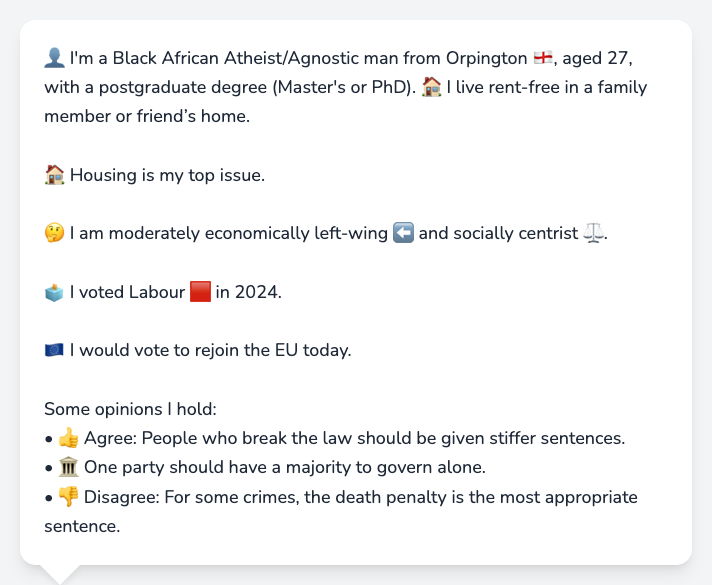 👤 I'm a Black African Atheist/Agnostic man from Orpington 🏴󠁧󠁢󠁥󠁮󠁧󠁿, aged 27,
with a postgraduate degree (Master's or PhD). 🏠 I live rent-free in a family
member or friend’s home.
🏠 Housing is my top issue.
🤔 I am moderately economically left-wing ⬅️ and socially centrist ⚖️.
🗳️ I voted Labour 🟥 in 2024.
🇪🇺 I would vote to rejoin the EU today.
Some opinions I hold:
• 👍 Agree: People who break the law should be given stiffer sentences.
• 🏛️ One party should have a majority to govern alone.
• 👎 Disagree: For some crimes, the death penalty is the most appropriate
sentence.